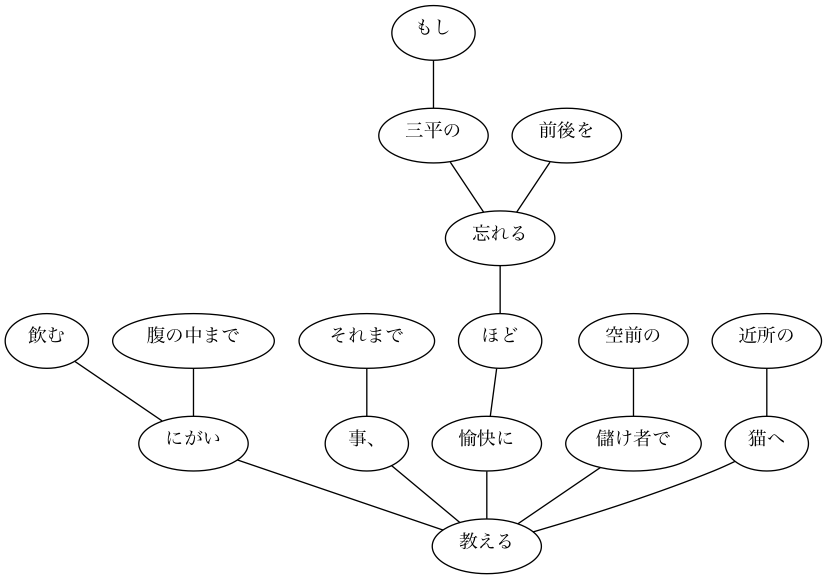 もし
三平の
前後を
忘れる
飲む
腹の中まで
それまで
ほど
空前の
近所の
にがい
事、
愉快に
儲け者で
猫へ
教える